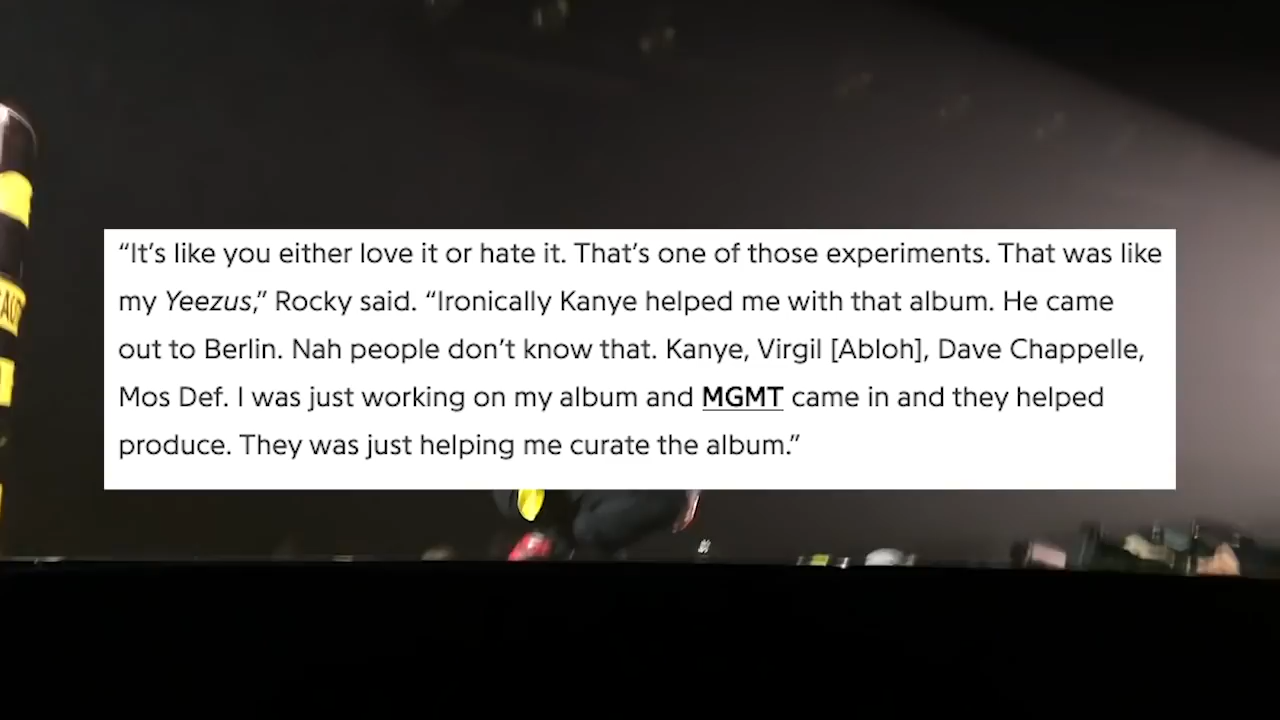 “It’s like you either love it or hate it. That’s one of those experiments. That was like
my Yeezus,” Rocky said. “Ironically Kanye helped me with that album. He came
out to Berlin. Nah people don’t know that. Kanye, Virgil [Abloh], Dave Chappelle,
Mos Def. I was just working on my album and MGMT came in and they helped
produce. They was just helping me curate the album.”